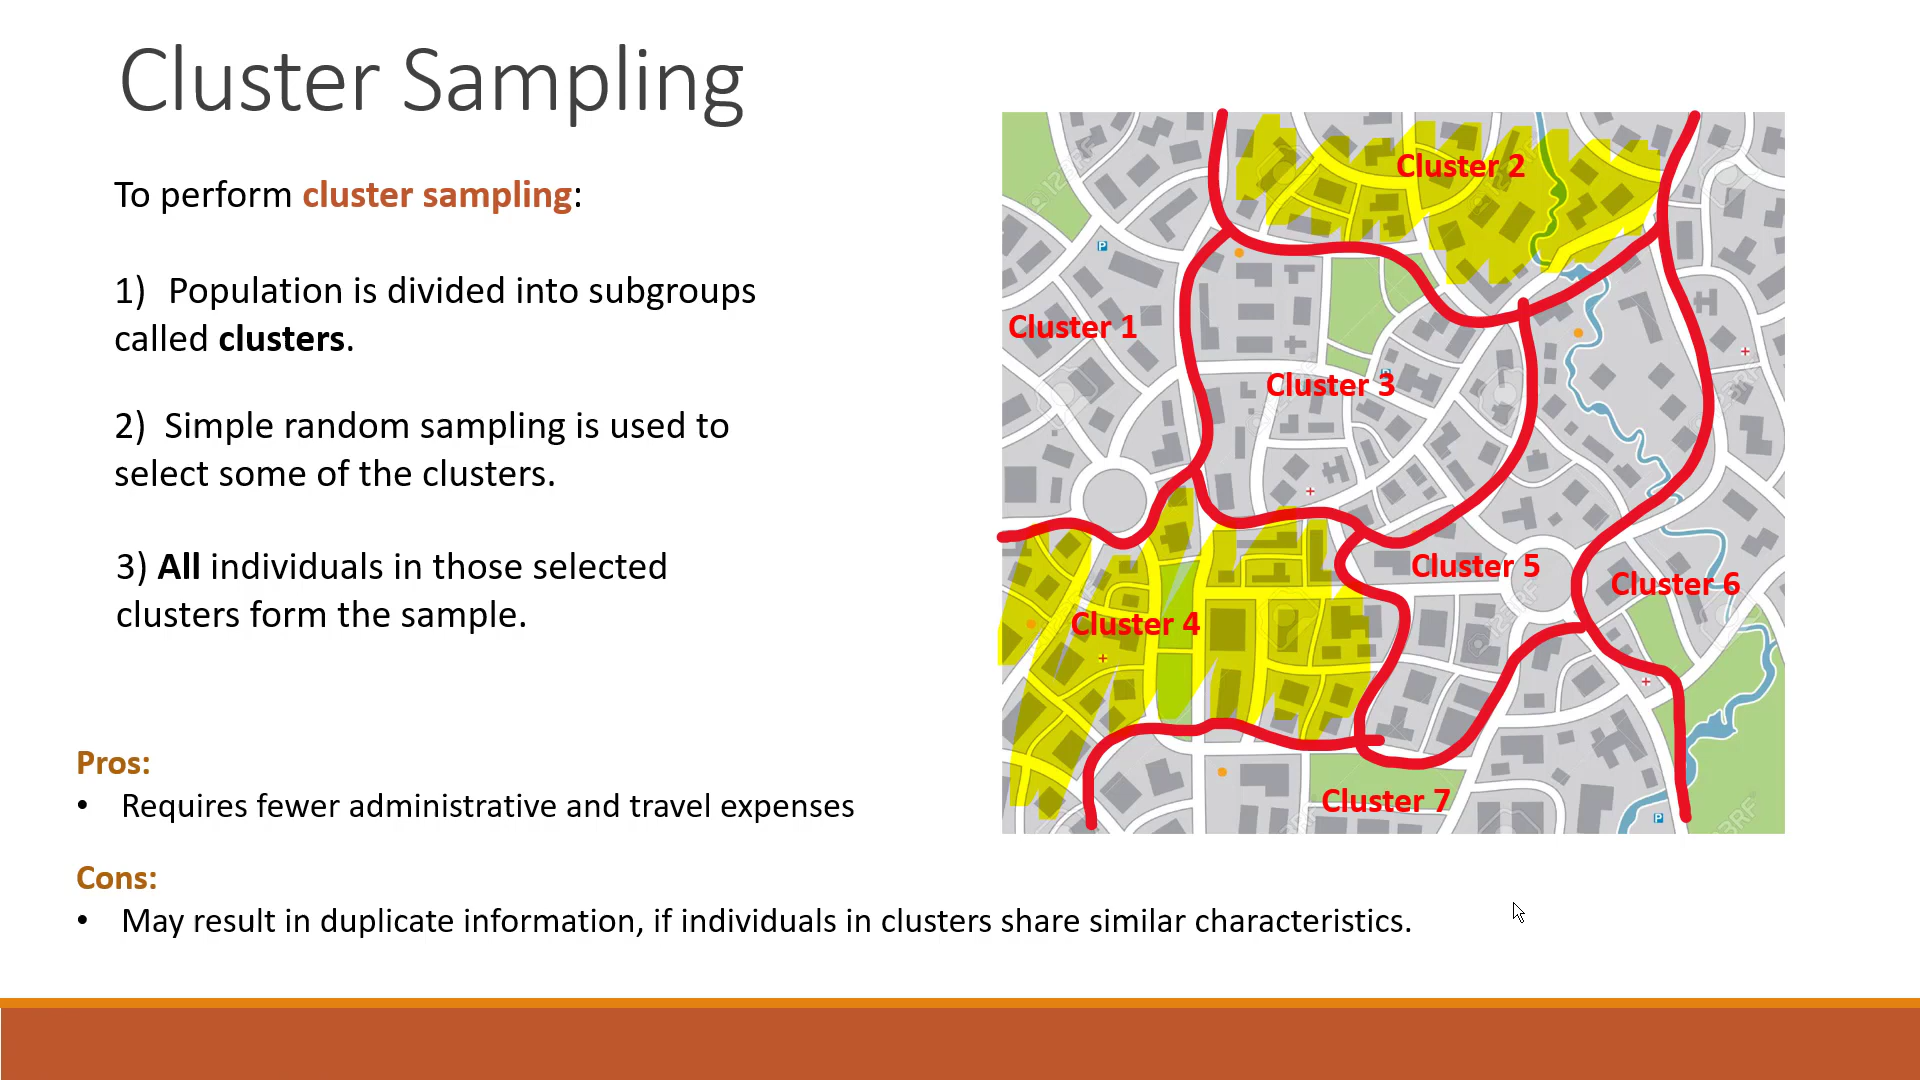 Cluster Sampling
To perform cluster sampling:
1) Population is divided into subgroups
called clusters.
2) Simple random sampling is used to
select some of the clusters.
3) All individuals in those selected
clusters form the sample.
Pros:
• Requires fewer administrative and travel expenses
Cons:
• May result in duplicate information, if individuals in clusters share similar characteristics.
Cluster 2
Cluster 1
Cluster 3
Cluster 5
Cluster 6
Cluster 4
Cluster 7
P
P
123RF
123RF
123RF